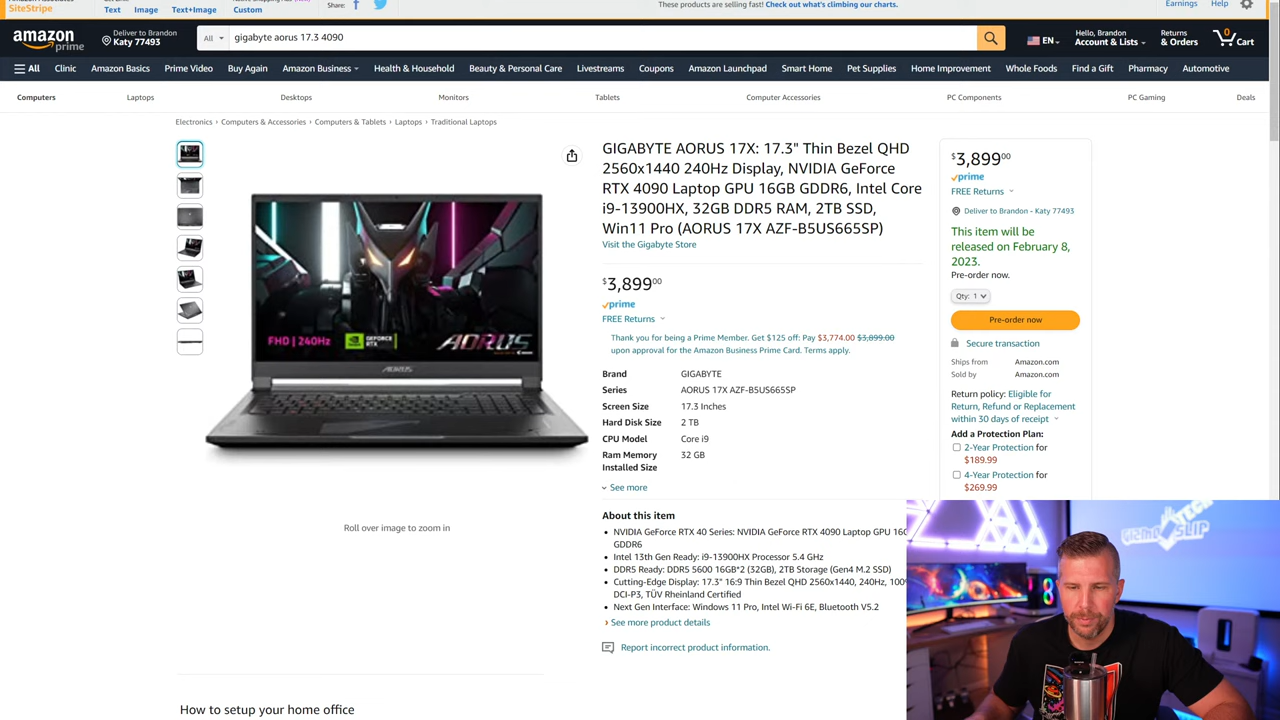 Amazon Associates
SiteStripe
Text
Image
Text+Image
Custom
Share:
These products are selling fast! Check out what's climbing our charts.
Earnings
Help
amazon
prime
Deliver to Brandon
Katy 77493
All
gigabyte aorus 17.3 4090
EN
Hello, Brandon
Account & Lists
Returns
& Orders
0
Cart
All
Clinic
Amazon Basics
Prime Video
Buy Again
Amazon Business
Health & Household
Beauty & Personal Care
Livestreams
Coupons
Amazon Launchpad
Smart Home
Pet Supplies
Home Improvement
Whole Foods
Find a Gift
Pharmacy
Automotive
Computers
Laptops
Desktops
Monitors
Tablets
Computer Accessories
PC Components
PC Gaming
Deals
Electronics › Computers & Accessories › Computers & Tablets › Laptops › Traditional Laptops
FHD | 240Hz
GEFORCE
RTX
AORUS
AORUS
Roll over image to zoom in
How to setup your home office
GIGABYTE AORUS 17X: 17.3" Thin Bezel QHD
2560x1440 240Hz Display, NVIDIA GeForce
RTX 4090 Laptop GPU 16GB GDDR6, Intel Core
i9-13900HX, 32GB DDR5 RAM, 2TB SSD,
Win11 Pro (AORUS 17X AZF-B5US665SP)
Visit the Gigabyte Store
$3,89900
prime
FREE Returns
Thank you for being a Prime Member. Get $125 off: Pay $3,774.00 $3,899.00
upon approval for the Amazon Business Prime Card. Terms apply.
Brand GIGABYTE
Series AORUS 17X AZF-B5US665SP
Screen Size 17.3 Inches
Hard Disk Size 2 TB
CPU Model Core i9
Ram Memory 32 GB
Installed Size
See more
About this item
NVIDIA GeForce RTX 40 Series: NVIDIA GeForce RTX 4090 Laptop GPU
GDDR6
Intel 13th Gen Ready: i9-13900HX Processor 5.4 GHz
DDR5 Ready: DDR5 5600 16GB*2 (32GB), 2TB Storage (Gen4 M.2 SSD)
Cutting-Edge Display: 17.3" 16:9 Thin Bezel QHD 2560x1440, 240Hz,
DCI-P3, TÜV Rheinland Certified
Next Gen Interface: Windows 11 Pro, Intel Wi-Fi 6E, Bluetooth V5.2
› See more product details
Report incorrect product information.
$3,89900
prime
FREE Returns
Deliver to Brandon - Katy 77493
This item will be
released on February 8,
2023.
Pre-order now.
Qty: 1
Pre-order now
Secure transaction
Ships from Amazon.com
Sold by Amazon.com
Return policy: Eligible for
Return, Refund or Replacement
within 30 days of receipt
Add a Protection Plan:
2-Year Protection for
$189.99
4-Year Protection for
$269.99
Gizmo
SLIP
TECH